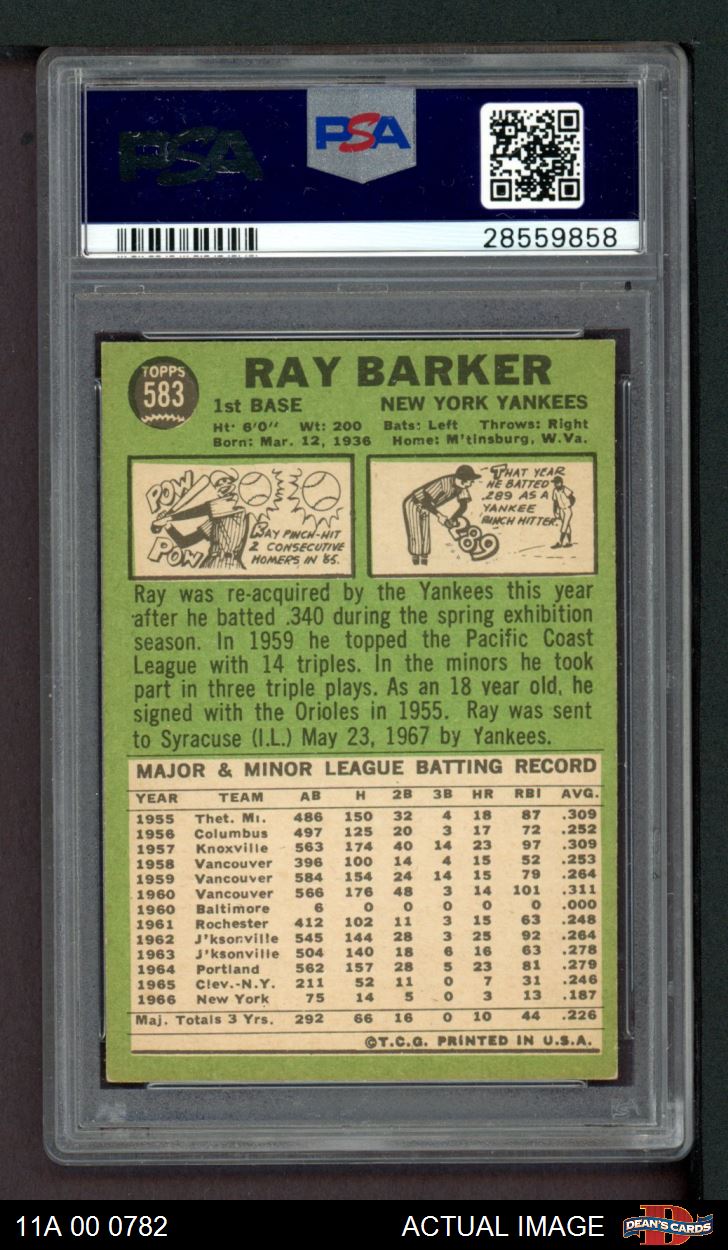 PSA
PSA
28559858
TOPPS
583
RAY BARKER
1st BASE NEW YORK YANKEES
Ht· 6'0" Wt: 200 Bats: Left Throws: Right
Born: Mar. 12, 1936 Home: M'tinsburg, W.Va.
POW
POW
RAY PINCH-HIT
2 CONSECUTIVE
HOMERS IN '65.
THAT YEAR
HE BATTED
.289 AS A
YANKEE
PINCH HITTER.
289
Ray was re-acquired by the Yankees this year
after he batted .340 during the spring exhibition
season. In 1959 he topped the Pacific Coast
League with 14 triples. In the minors he took
part in three triple plays. As an 18 year old, he
signed with the Orioles in 1955. Ray was sent
to Syracuse (I.L.) May 23, 1967 by Yankees.
MAJOR & MINOR LEAGUE BATTING RECORD
YEAR TEAM AB H 2B 3B HR RBI AVG.
1955 Thet. Mi. 486 150 32 4 18 87 .309
1956 Columbus 497 125 20 3 17 72 .252
1957 Knoxville 563 174 40 14 23 97 .309
1958 Vancouver 396 100 14 4 15 52 .253
1959 Vancouver 584 154 24 14 15 79 .264
1960 Vancouver 566 176 48 3 14 101 .311
1960 Baltimore 6 0 0 0 0 0 .000
1961 Rochester 412 102 11 3 15 63 .248
1962 J'ksonville 545 144 28 3 25 92 .264
1963 J'ksonville 504 140 18 6 16 63 .278
1964 Portland 562 157 28 5 23 81 .279
1965 Clev.-N.Y. 211 52 11 0 7 31 .246
1966 New York 75 14 5 0 3 13 .187
Maj. Totals 3 Yrs. 292 66 16 0 10 44 .226
©T.C.G. PRINTED IN U.S.A.
11A 00 0782 ACTUAL IMAGE DEAN'S CARDS